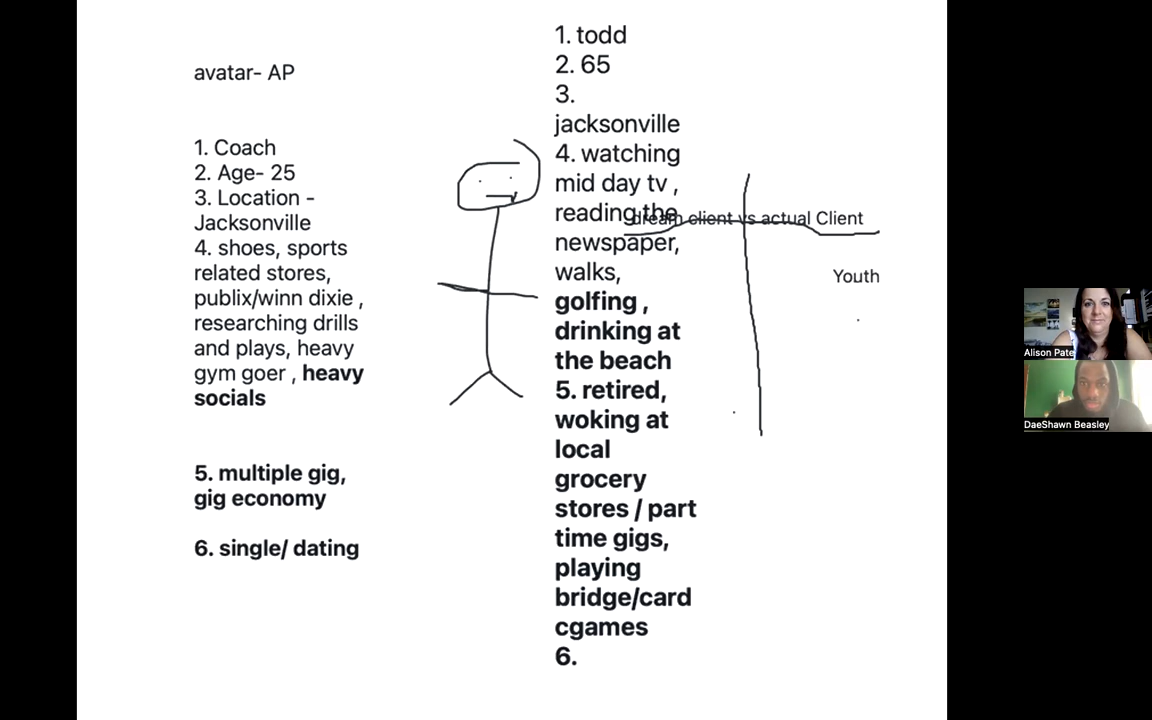 avatar- AP
1. Coach
2. Age- 25
3. Location -
Jacksonville
4. shoes, sports
related stores,
publix/winn dixie ,
researching drills
and plays, heavy
gym goer , heavy
socials
5. multiple gig,
gig economy
6. single/ dating
1. todd
2. 65
3.
jacksonville
4. watching
mid day tv ,
reading the
newspaper,
walks,
golfing ,
drinking at
the beach
5. retired,
woking at
local
grocery
stores / part
time gigs,
playing
bridge/card
cgames
6.
dream client vs actual Client
Youth
Alison Pate
DaeShawn Beasley